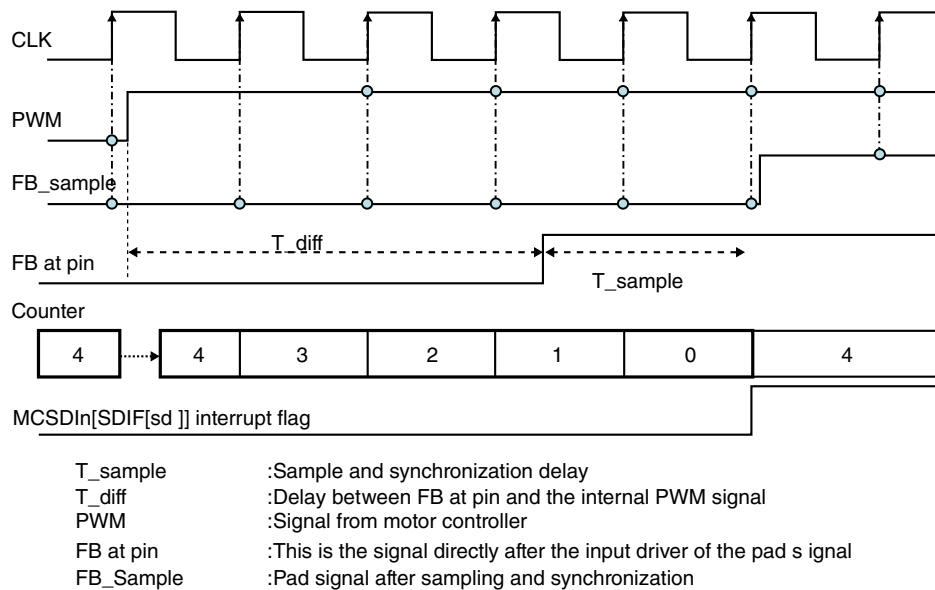 CLK
PWM
FB_sample
T_diff
FB at pin
T_sample
Counter
4 4 3 2 1 0 4
MCSDIn[SDIF[sd ]] interrupt flag
T_sample :Sample and synchronization delay
T_diff :Delay between FB at pin and the internal PWM signal
PWM :Signal from motor controller
FB at pin :This is the signal directly after the input driver of the pad s ignal
FB_Sample :Pad signal after sampling and synchronization